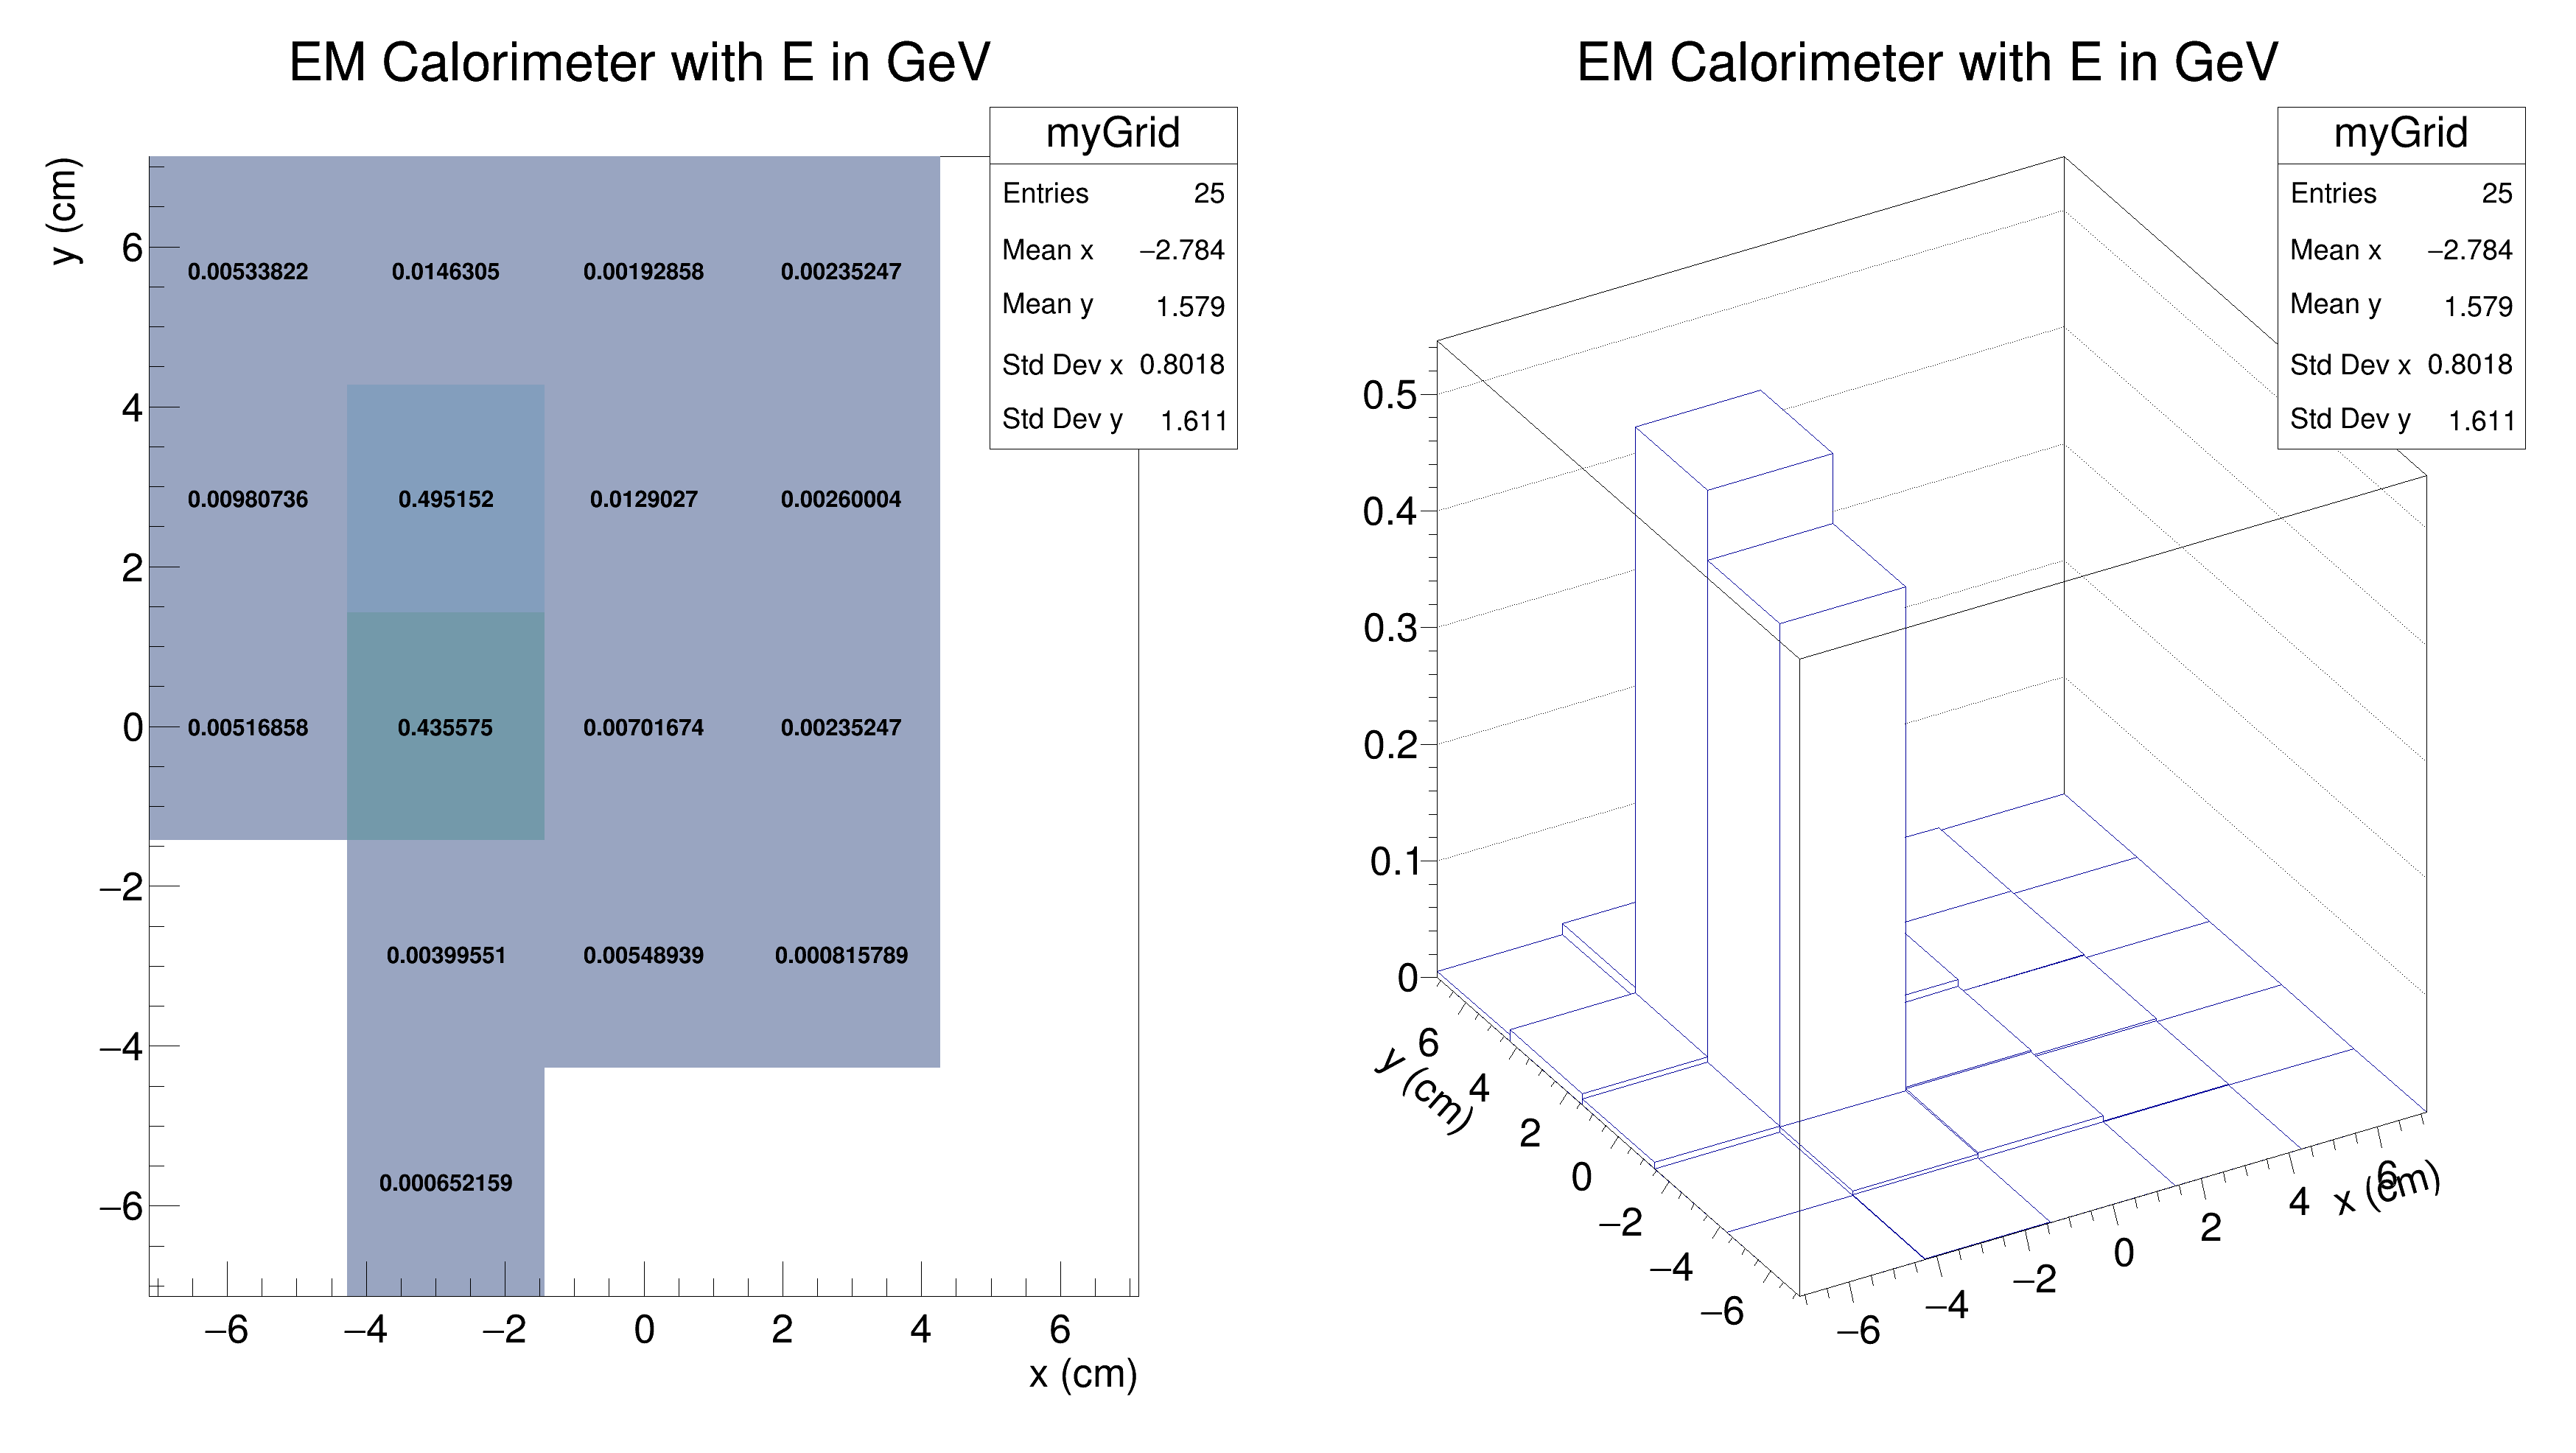 EM Calorimeter with E in GeV
myGrid
Entries 25
Mean x −2.784
Mean y 1.579
Std Dev x 0.8018
Std Dev y 1.611
y (cm)
6
4
2
0
−2
−4
−6
0.00533822 0.0146305 0.00192858 0.00235247
0.00980736 0.495152 0.0129027 0.00260004
0.00516858 0.435575 0.00701674 0.00235247
0.00399551 0.00548939 0.000815789
0.000652159
−6 −4 −2 0 2 4 6
x (cm)
EM Calorimeter with E in GeV
myGrid
Entries 25
Mean x −2.784
Mean y 1.579
Std Dev x 0.8018
Std Dev y 1.611
0.5
0.4
0.3
0.2
0.1
0
y (cm)
6
4
2
0
−2
−4
−6
−6
−4
−2
0
2
4
6
x (cm)